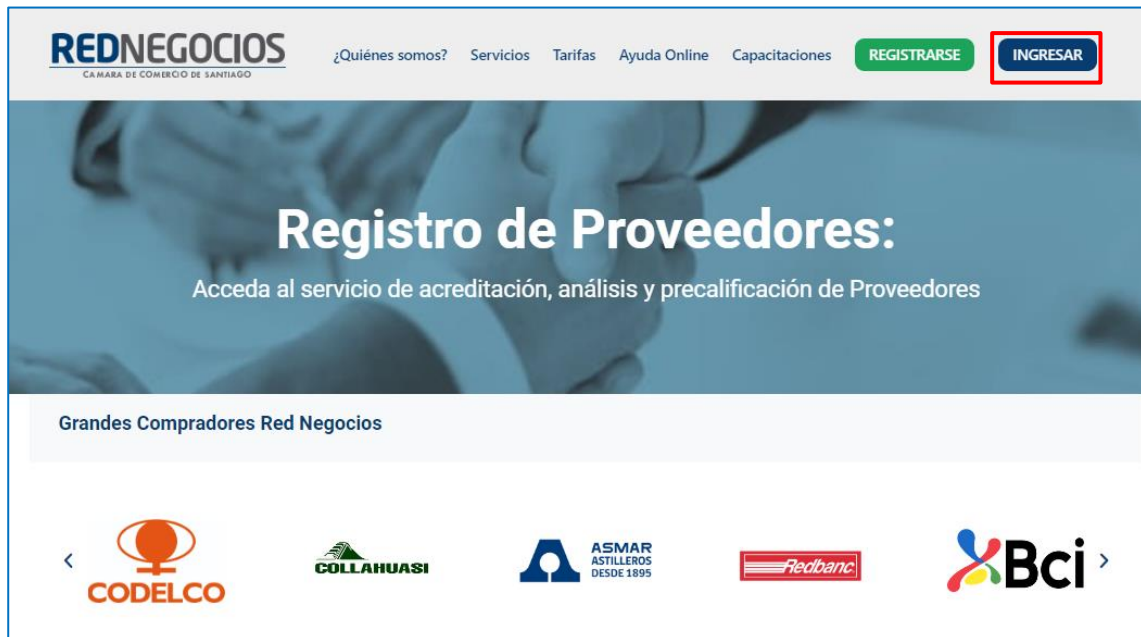 REDNEGOCIOS
CAMARA DE COMERCIO DE SANTIAGO
¿Quiénes somos? Servicios Tarifas Ayuda Online Capacitaciones REGISTRARSE INGRESAR
Registro de Proveedores:
Acceda al servicio de acreditación, análisis y precalificación de Proveedores
Grandes Compradores Red Negocios
CODELCO
COLLAHUASI
ASMAR
ASTILLEROS
DESDE 1895
Redbanc
Bci